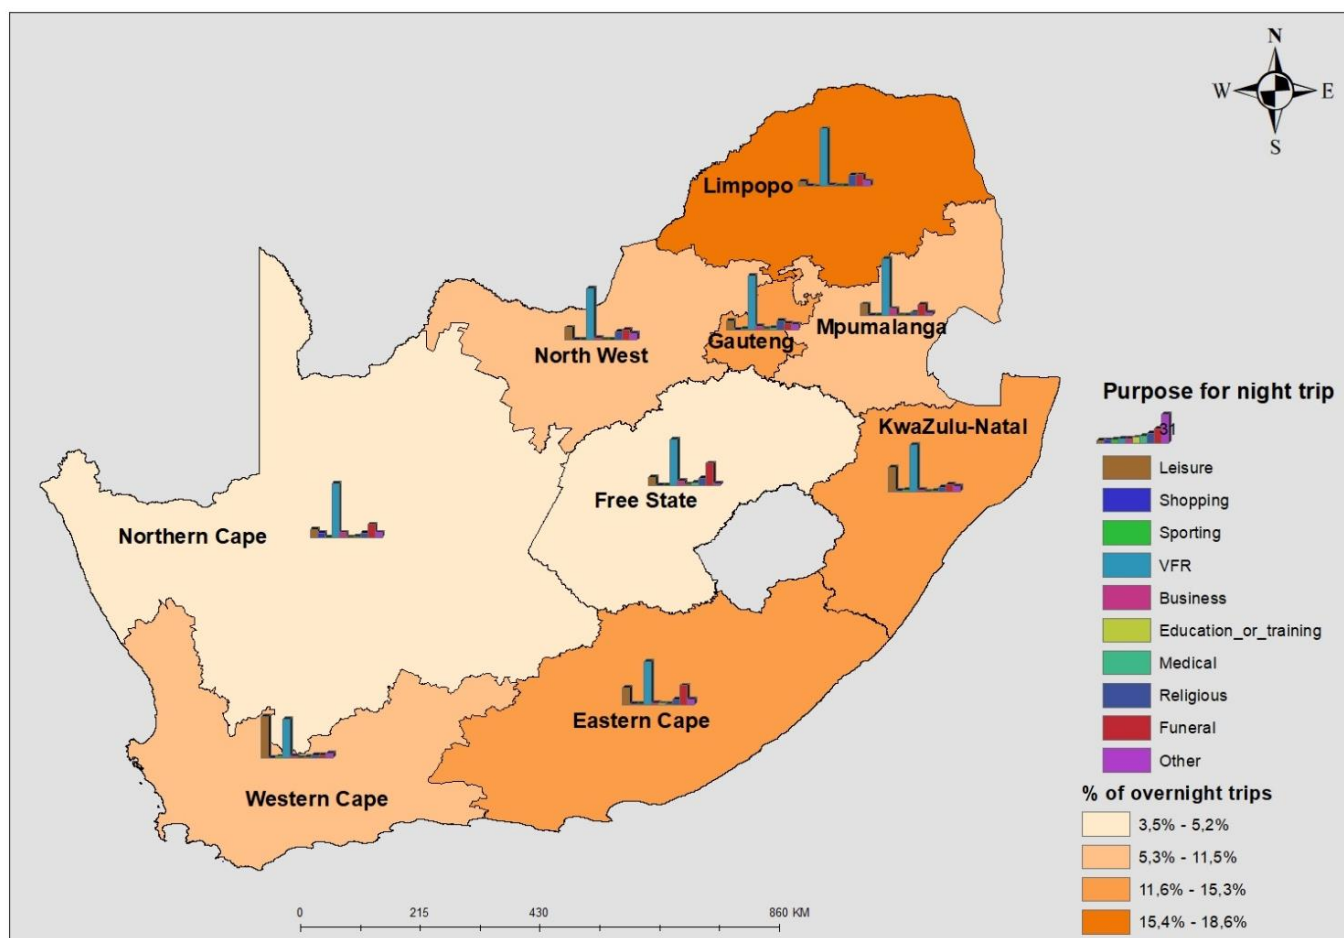 N
W E
S
Limpopo
Mpumalanga
Gauteng
North West
KwaZulu-Natal
Free State
Northern Cape
Eastern Cape
Western Cape
Purpose for night trip
31
Leisure
Shopping
Sporting
VFR
Business
Education_or_training
Medical
Religious
Funeral
Other
% of overnight trips
3,5% - 5,2%
5,3% - 11,5%
11,6% - 15,3%
15,4% - 18,6%
0 215 430 860 KM